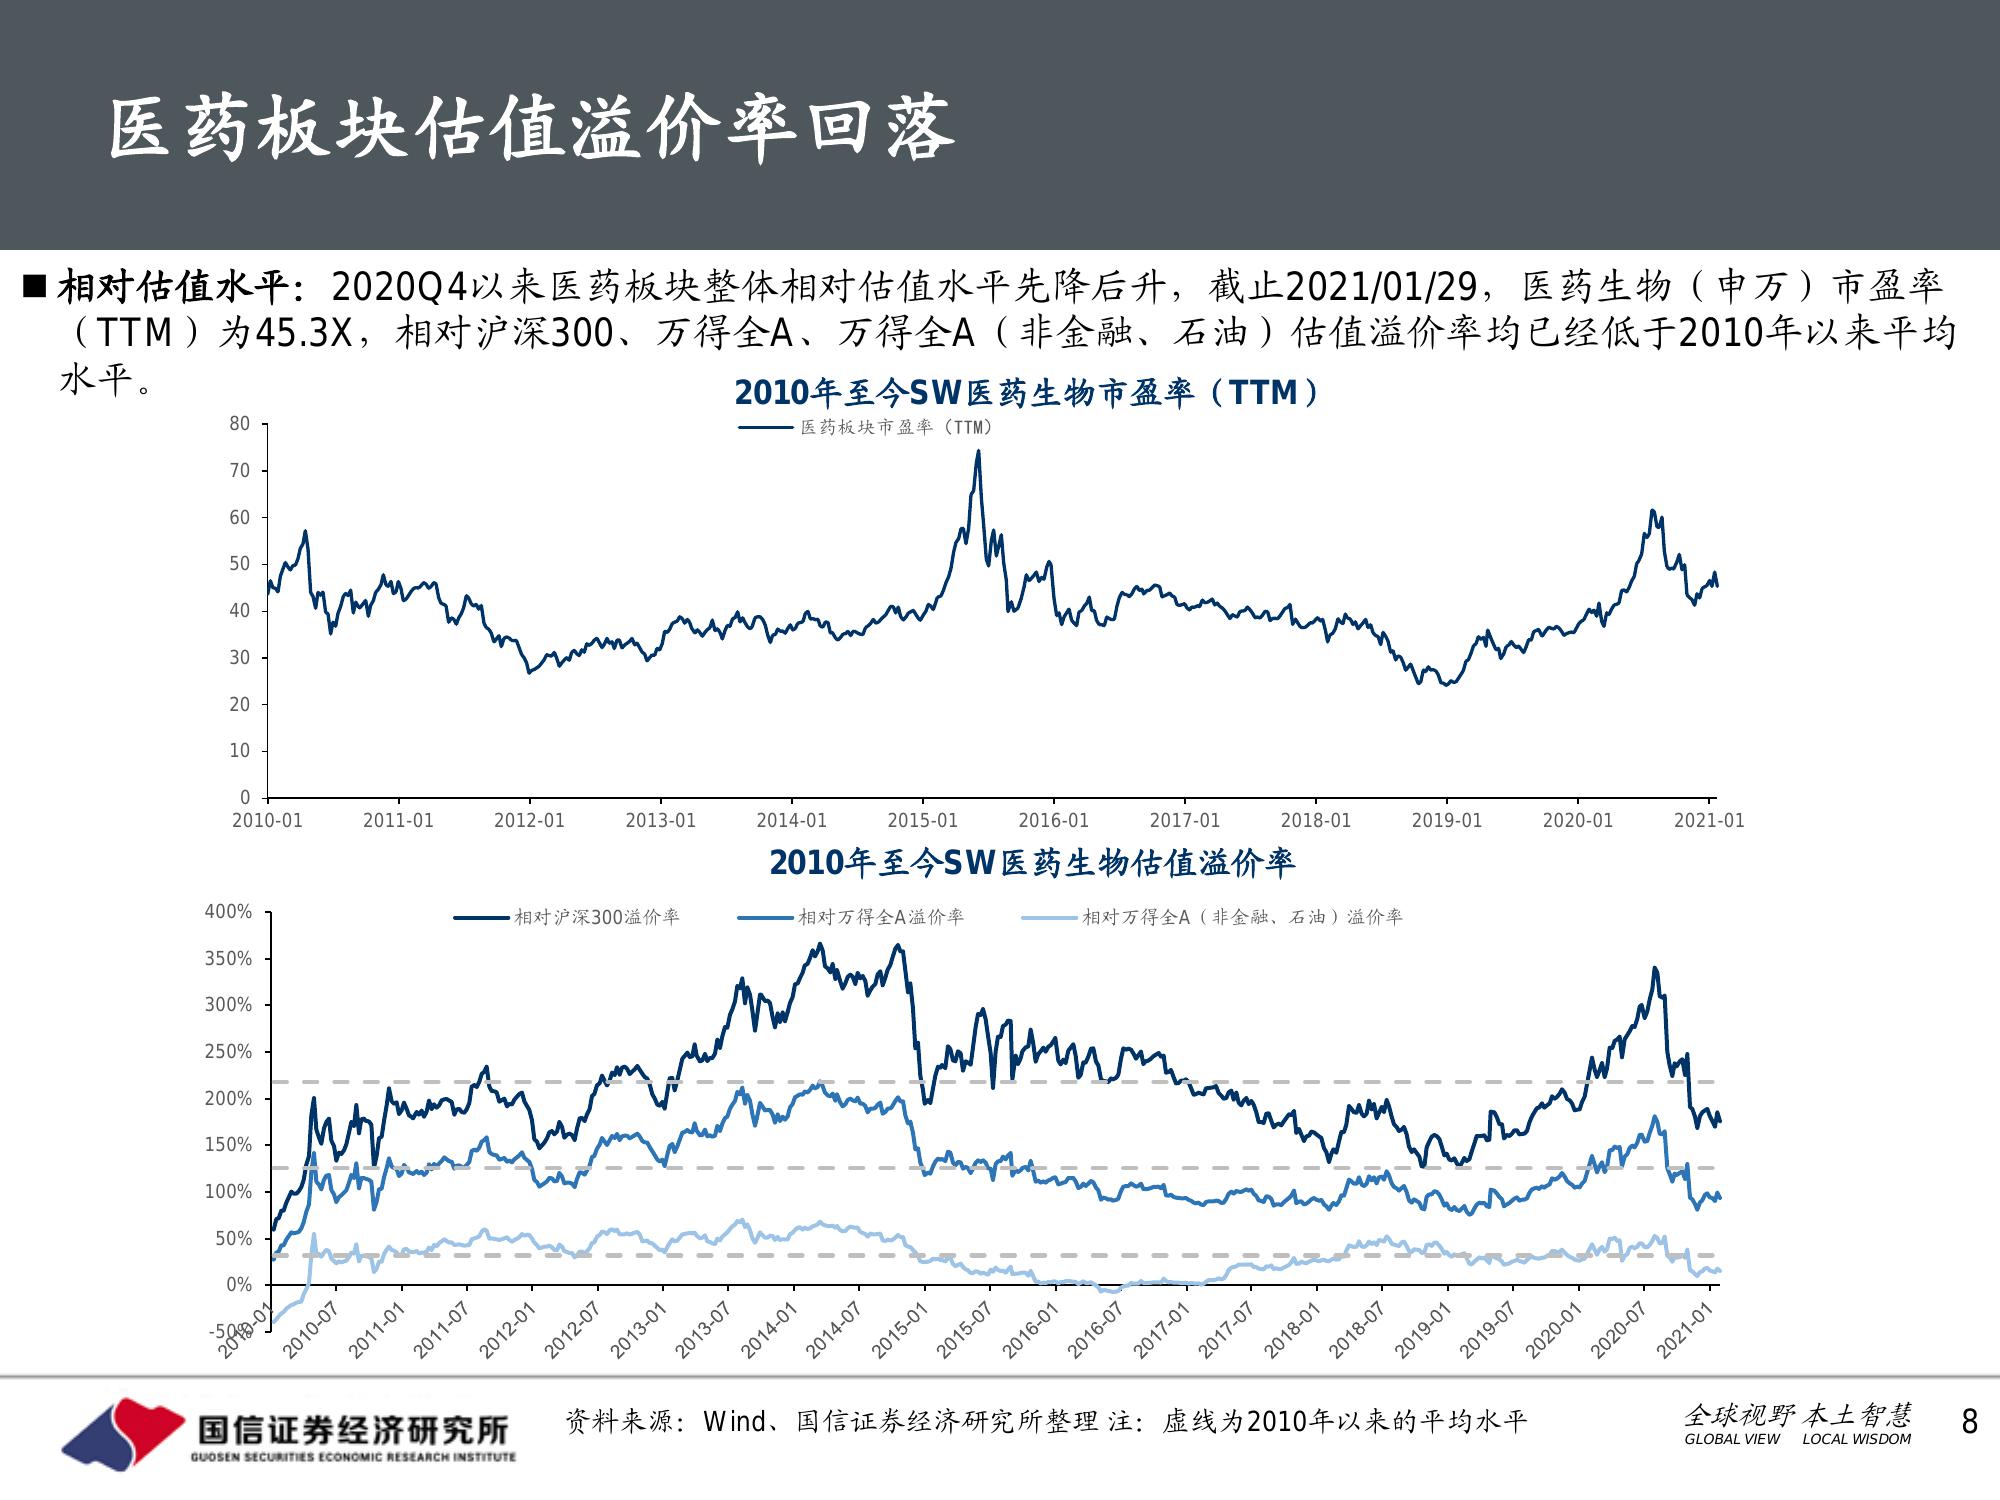 医药板块估值溢价率回落
■ 相对估值水平：2020Q4以来医药板块整体相对估值水平先降后升，截止2021/01/29，医药生物（申万）市盈率
（TTM）为45.3X，相对沪深300、万得全A、万得全A（非金融、石油）估值溢价率均已经低于2010年以来平均
水平。
2010年至今SW医药生物市盈率（TTM）
医药板块市盈率（TTM）
80
70
60
50
40
30
20
10
0
2010-01 2011-01 2012-01 2013-01 2014-01 2015-01 2016-01 2017-01 2018-01 2019-01 2020-01 2021-01
2010年至今SW医药生物估值溢价率
相对沪深300溢价率 相对万得全A溢价率 相对万得全A（非金融、石油）溢价率
400%
350%
300%
250%
200%
150%
100%
50%
0%
-50%
2010-01 2010-07 2011-01 2011-07 2012-01 2012-07 2013-01 2013-07 2014-01 2014-07 2015-01 2015-07 2016-01 2016-07 2017-01 2017-07 2018-01 2018-07 2019-01 2019-07 2020-01 2020-07 2021-01
国信证券经济研究所
GUOSEN SECURITIES ECONOMIC RESEARCH INSTITUTE
资料来源：Wind、国信证券经济研究所整理 注：虚线为2010年以来的平均水平
全球视野 本土智慧
GLOBAL VIEW LOCAL WISDOM
8